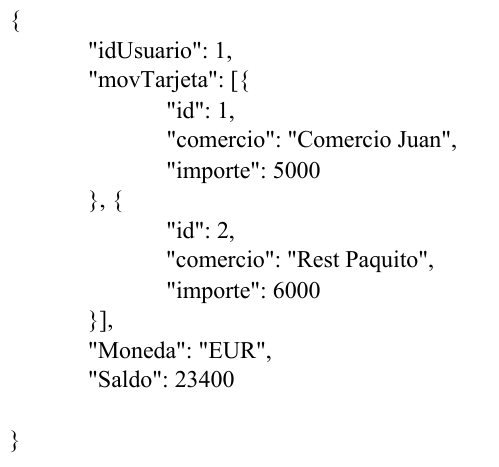 {
"idUsuario": 1,
"movTarjeta": [{
"id": 1,
"comercio": "Comercio Juan",
"importe": 5000
}, {
"id": 2,
"comercio": "Rest Paquito",
"importe": 6000
}],
"Moneda": "EUR",
"Saldo": 23400
}